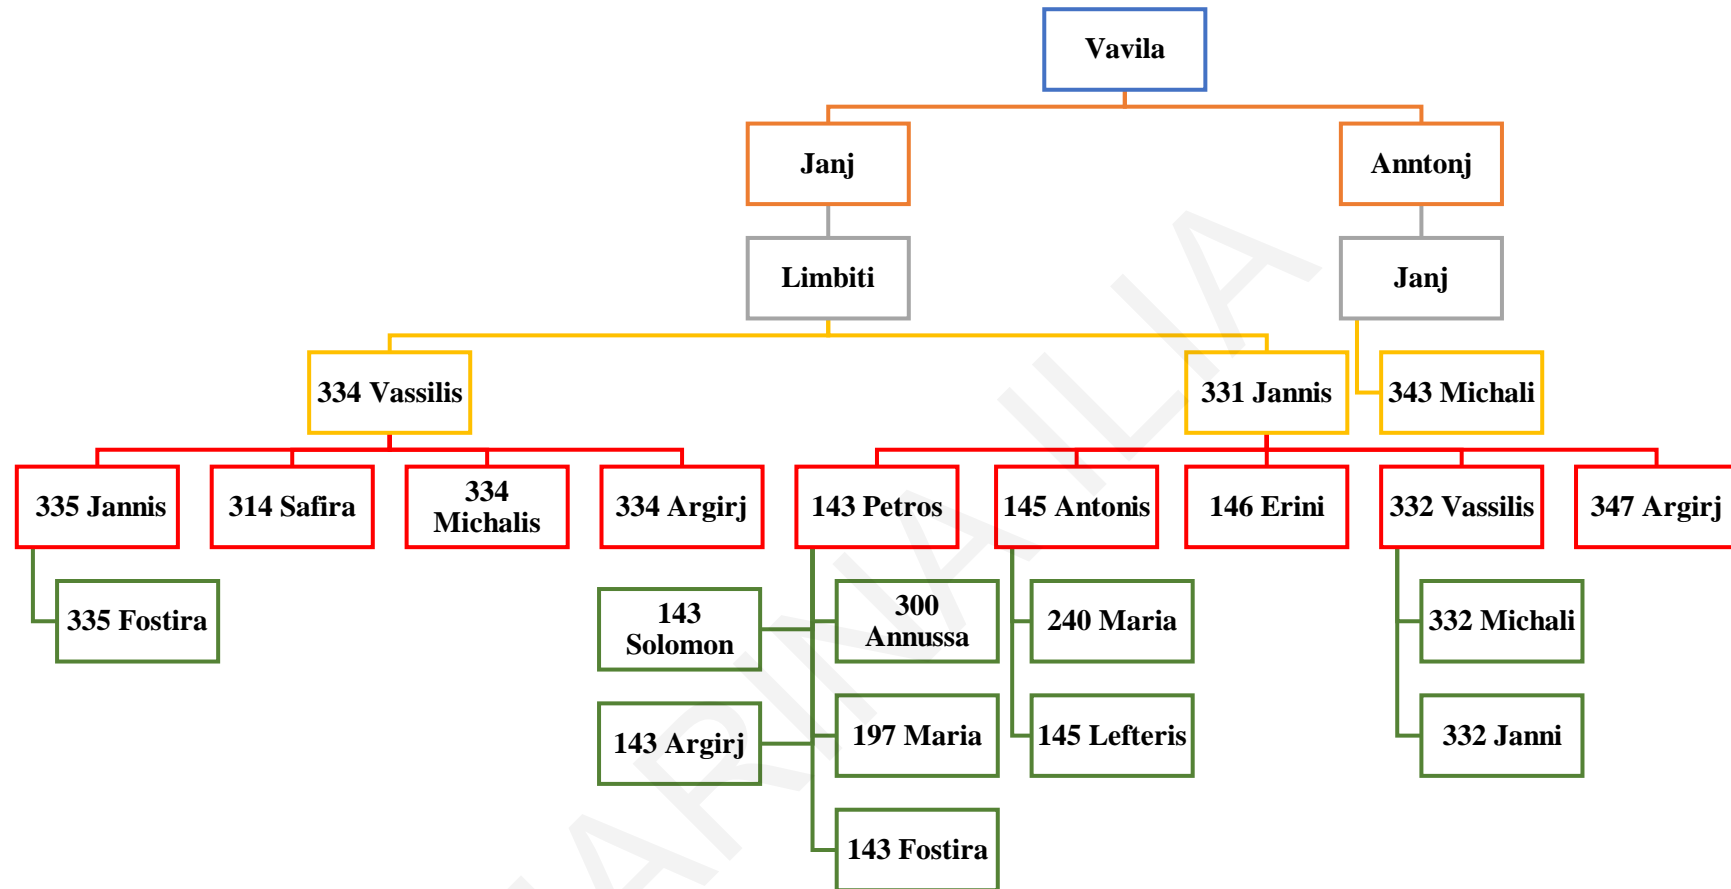 Vavila
Janj
Anntonj
Limbiti
Janj
334 Vassilis
331 Jannis
343 Michali
335 Jannis
314 Safira
334
Michalis
334 Argirj
143 Petros
145 Antonis
146 Erini
332 Vassilis
347 Argirj
335 Fostira
143
Solomon
300
Annussa
240 Maria
332 Michali
143 Argirj
197 Maria
145 Lefteris
332 Janni
143 Fostira
ARINA ILIA